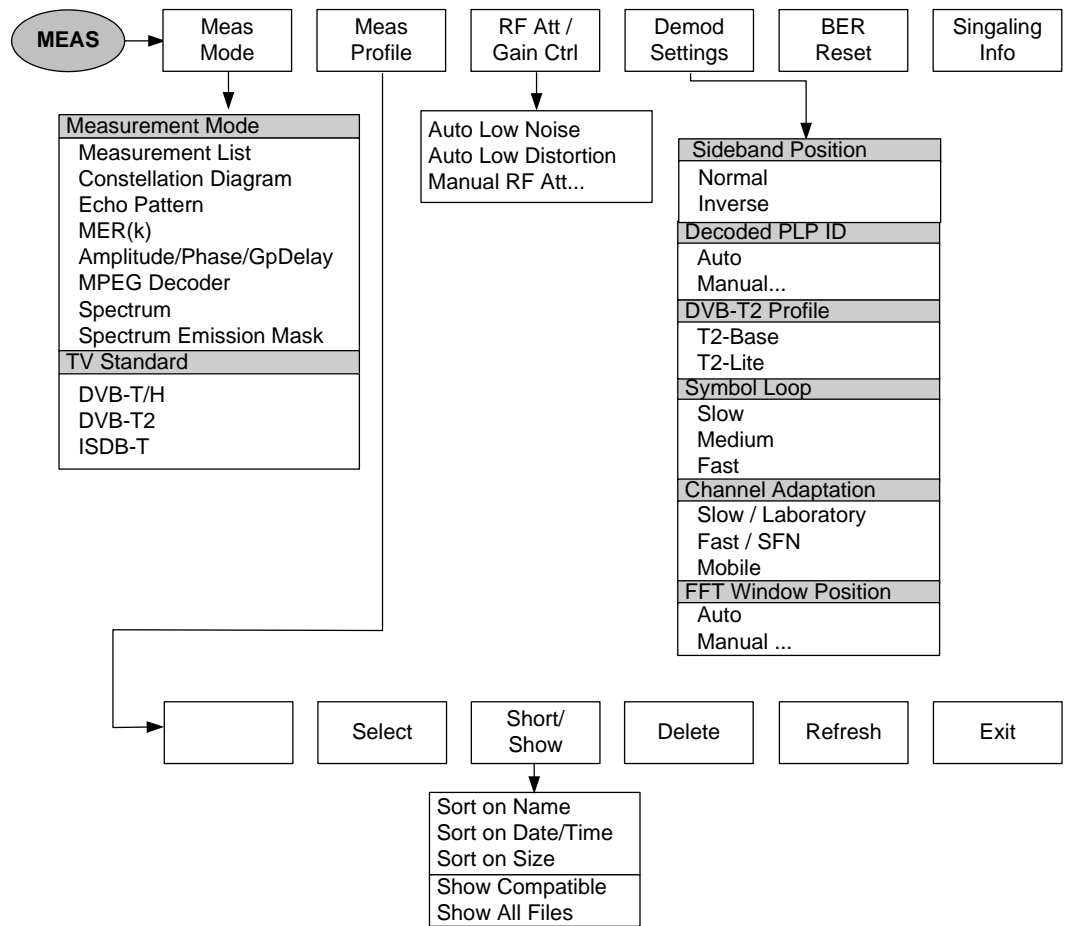 MEAS
Meas
Mode
Meas
Profile
RF Att /
Gain Ctrl
Demod
Settings
BER
Reset
Singaling
Info
Measurement Mode
Measurement List
Constellation Diagram
Echo Pattern
MER(k)
Amplitude/Phase/GpDelay
MPEG Decoder
Spectrum
Spectrum Emission Mask
TV Standard
DVB-T/H
DVB-T2
ISDB-T
Auto Low Noise
Auto Low Distortion
Manual RF Att...
Sideband Position
Normal
Inverse
Decoded PLP ID
Auto
Manual...
DVB-T2 Profile
T2-Base
T2-Lite
Symbol Loop
Slow
Medium
Fast
Channel Adaptation
Slow / Laboratory
Fast / SFN
Mobile
FFT Window Position
Auto
Manual ...
Select
Short/
Show
Delete
Refresh
Exit
Sort on Name
Sort on Date/Time
Sort on Size
Show Compatible
Show All Files